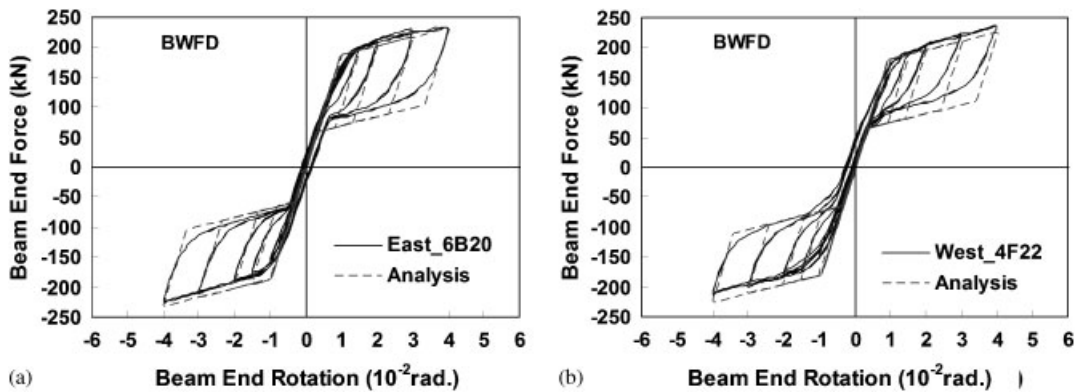 BWFD
Beam End Force (kN)
250
200
150
100
50
0
-50
-100
-150
-200
-250
East_6B20
Analysis
-6 -5 -4 -3 -2 -1 0 1 2 3 4 5 6
(a)
Beam End Rotation (10-2rad.)
BWFD
Beam End Force (kN)
250
200
150
100
50
0
-50
-100
-150
-200
-250
West_4F22
Analysis
-6 -5 -4 -3 -2 -1 0 1 2 3 4 5 6
(b)
Beam End Rotation (10-2rad. )